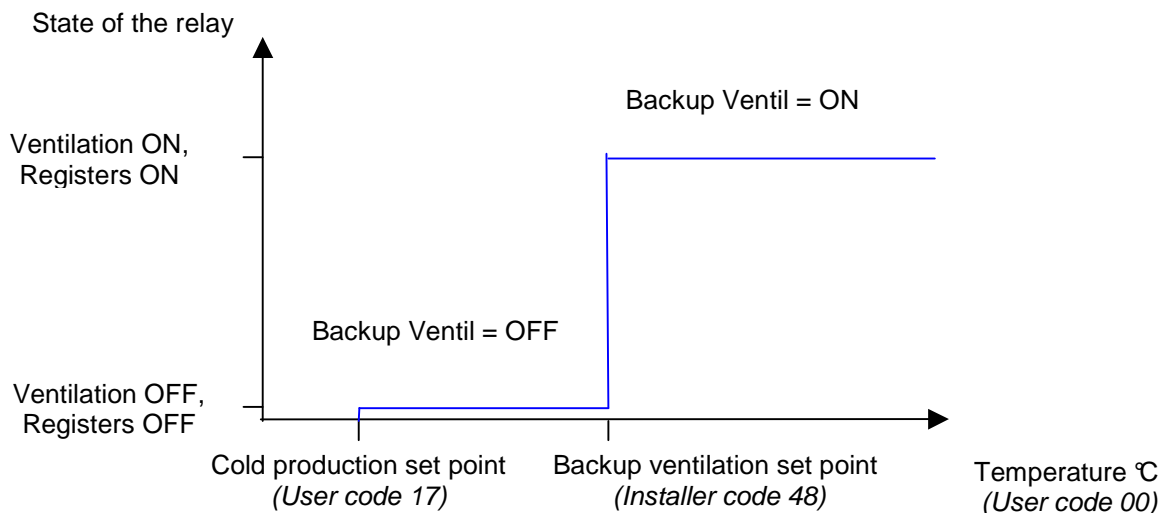 State of the relay
Backup Ventil = ON
Ventilation ON,
Registers ON
Backup Ventil = OFF
Ventilation OFF,
Registers OFF
Cold production set point
(User code 17)
Backup ventilation set point
(Installer code 48)
Temperature °C
(User code 00)